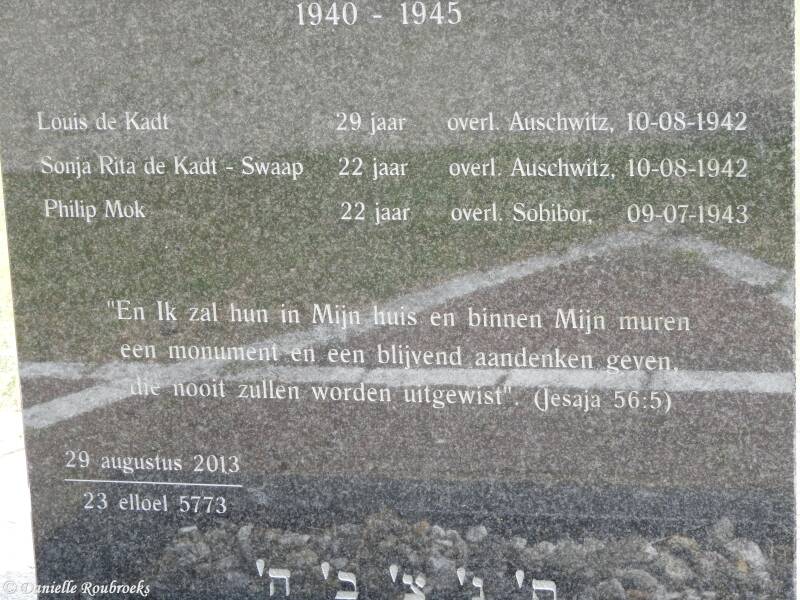 1940 - 1945
Louis de Kadt 29 jaar overl. Auschwitz, 10-08-1942
Sonja Rita de Kadt - Swaap 22 jaar overl. Auschwitz, 10-08-1942
Philip Mok 22 jaar overl. Sobibor, 09-07-1943
"En Ik zal hun in Mijn huis en binnen Mijn muren
een monument en een blijvend aandenken geven,
die nooit zullen worden uitgewist". (Jesaja 56:5)
29 augustus 2013
23 elloel 5773
ת' נ' צ' ב' ה'
© Danielle Roubroeks